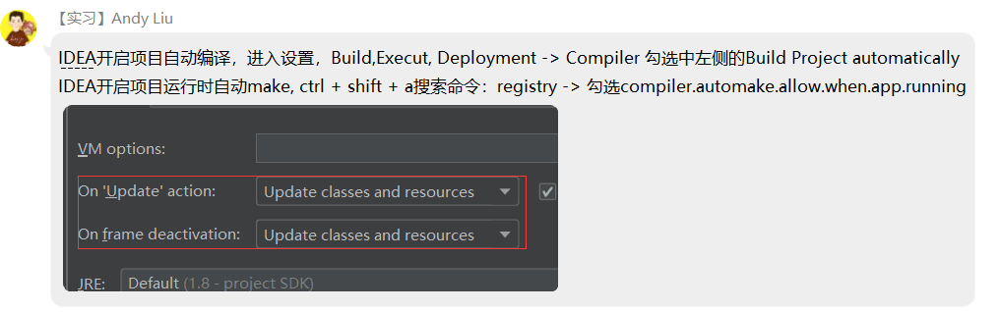 【实习】Andy Liu
IDEA开启项目自动编译，进入设置，Build,Execut, Deployment -> Compiler 勾选中左侧的Build Project automatically
IDEA开启项目运行时自动make, ctrl + shift + a搜索命令：registry -> 勾选compiler.automake.allow.when.app.running
VM options:
On 'Update' action: Update classes and resources
On frame deactivation: Update classes and resources
JRE: Default (1.8 - project SDK)